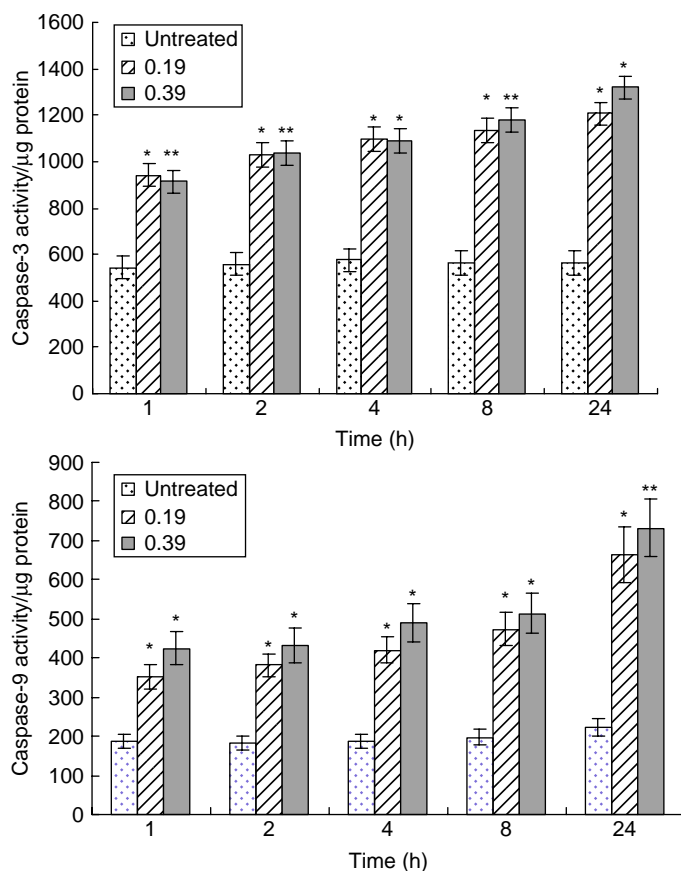 1600
1400
1200
1000
800
600
400
200
0
Caspase-3 activity/μg protein
Untreated
0.19
0.39
* ** * ** * * * ** * *
1 2 4 8 24
Time (h)
900
800
700
600
500
400
300
200
100
0
Caspase-9 activity/μg protein
Untreated
0.19
0.39
* * * * * * * * * **
1 2 4 8 24
Time (h)